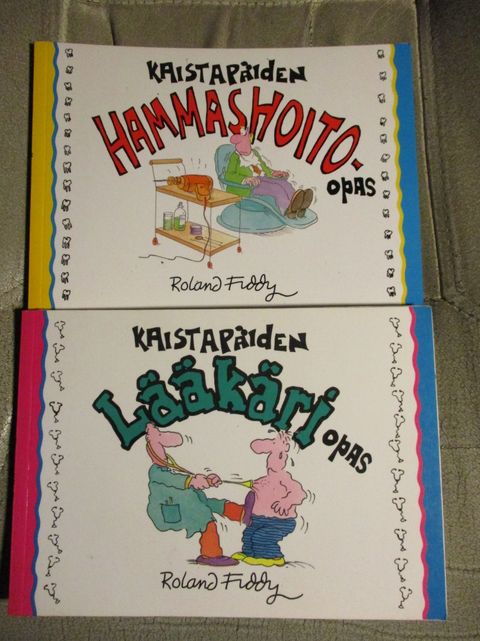 KAISTAPÄIDEN
HAMMASHOITO-
OPAS
Roland Fiddy
KAISTAPÄIDEN
Lääkäri
OPAS
Roland Fiddy